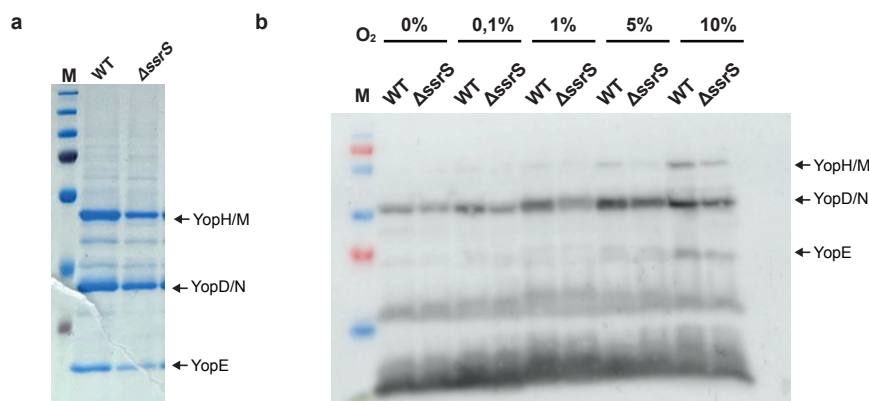 a
M WT ΔssrS
YopH/M
YopD/N
YopE
b
O₂ 0% 0,1% 1% 5% 10%
M WT ΔssrS WT ΔssrS WT ΔssrS WT ΔssrS WT ΔssrS
YopH/M
YopD/N
YopE